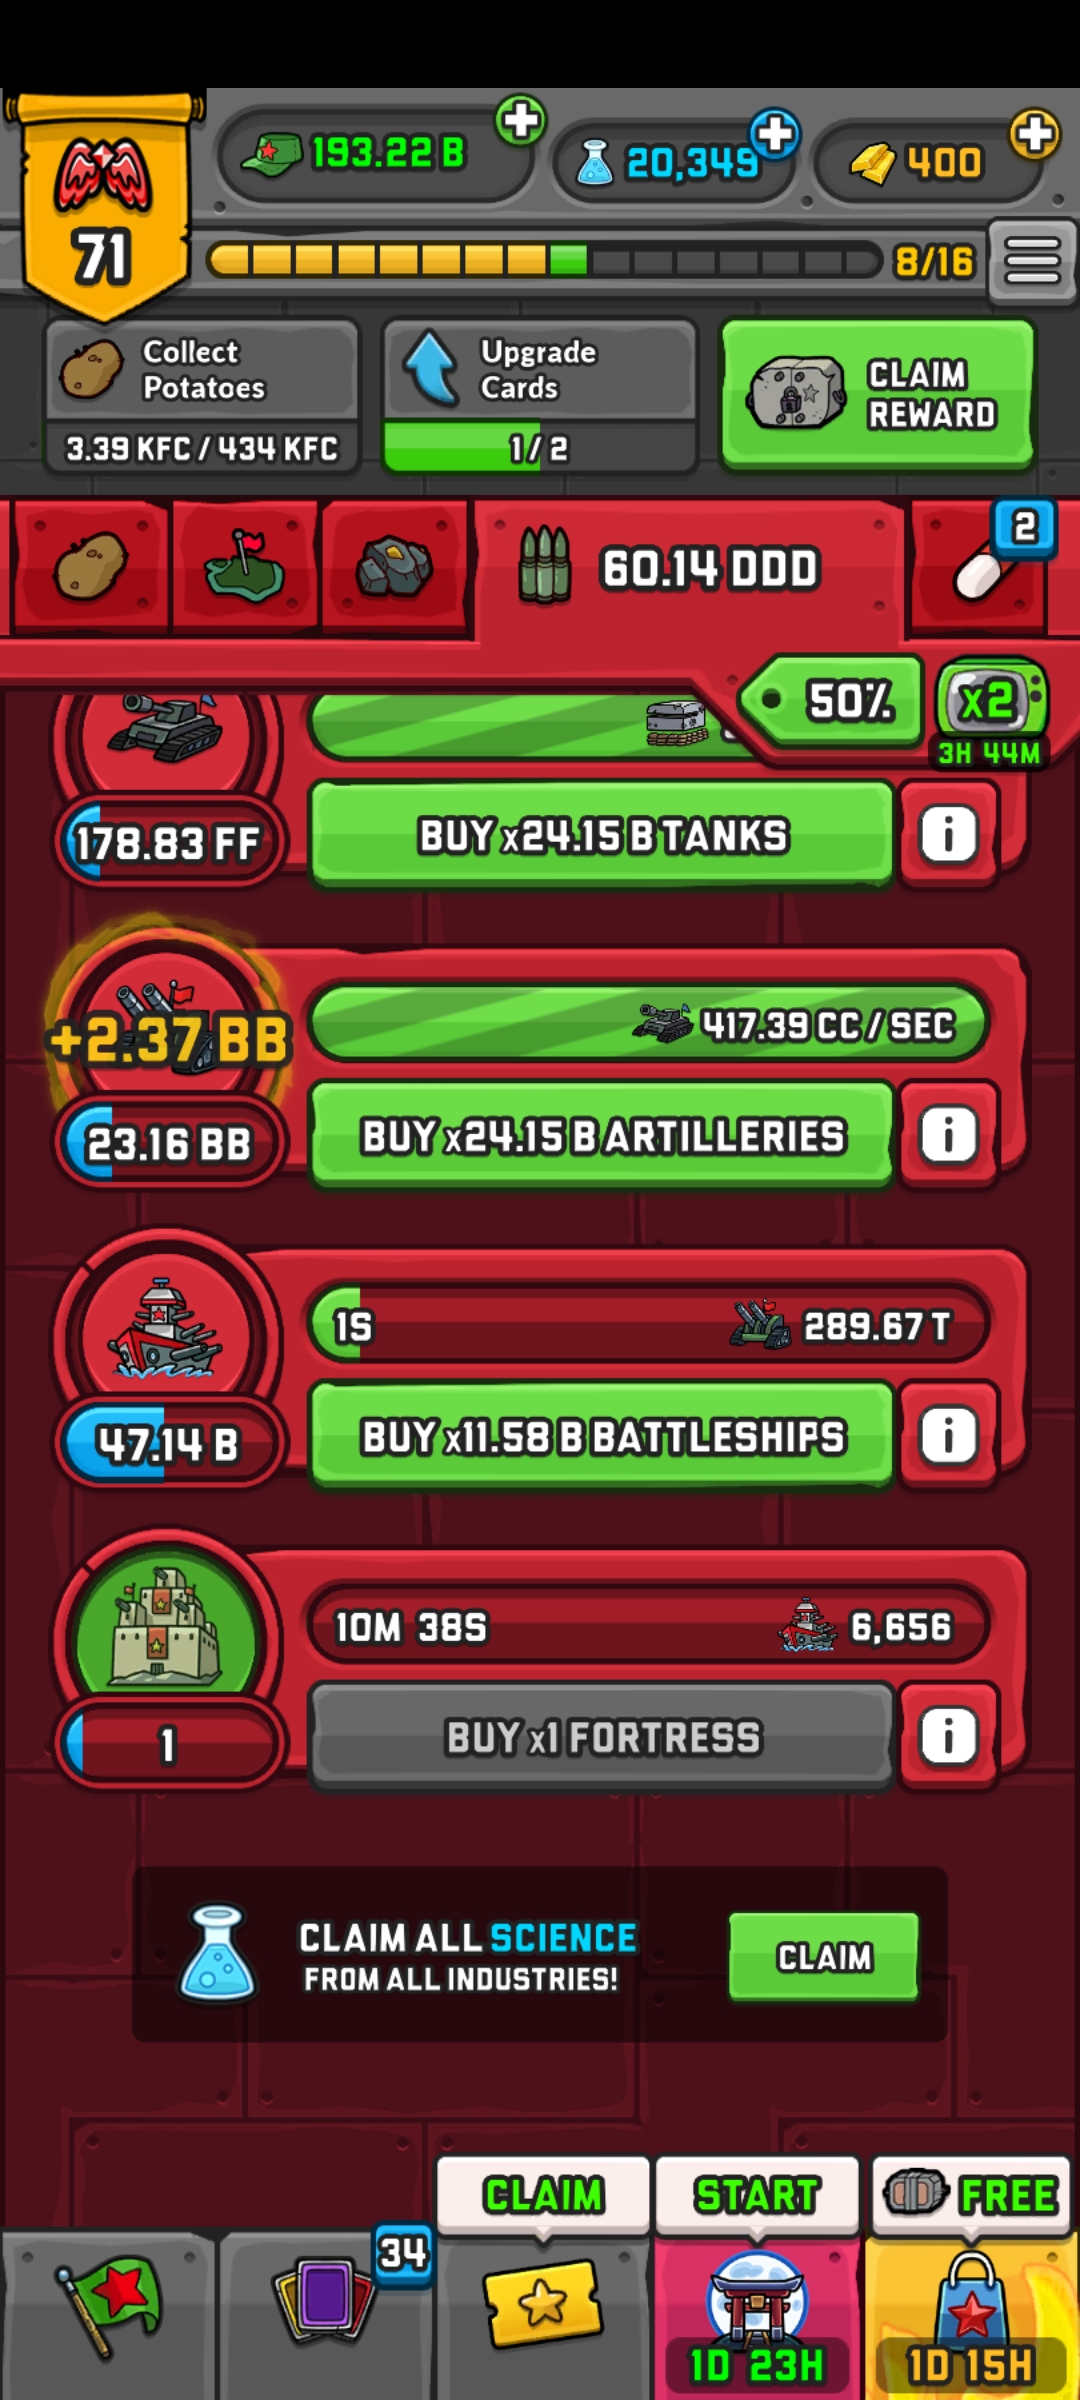 193.22 B
20,349
400
71
8/16
Collect
Potatoes
3.39 KFC / 434 KFC
Upgrade
Cards
1 / 2
CLAIM
REWARD
60.14 DDD
2
50%
x2
3H 44M
178.83 FF
BUY x24.15 B TANKS
i
+2.37 BB
417.39 CC / SEC
23.16 BB
BUY x24.15 B ARTILLERIES
i
1S
289.67 T
47.14 B
BUY x11.58 B BATTLESHIPS
i
10M 38S
6,656
1
BUY x1 FORTRESS
i
CLAIM ALL SCIENCE
FROM ALL INDUSTRIES!
CLAIM
CLAIM
START
FREE
34
1D 23H
1D 15H